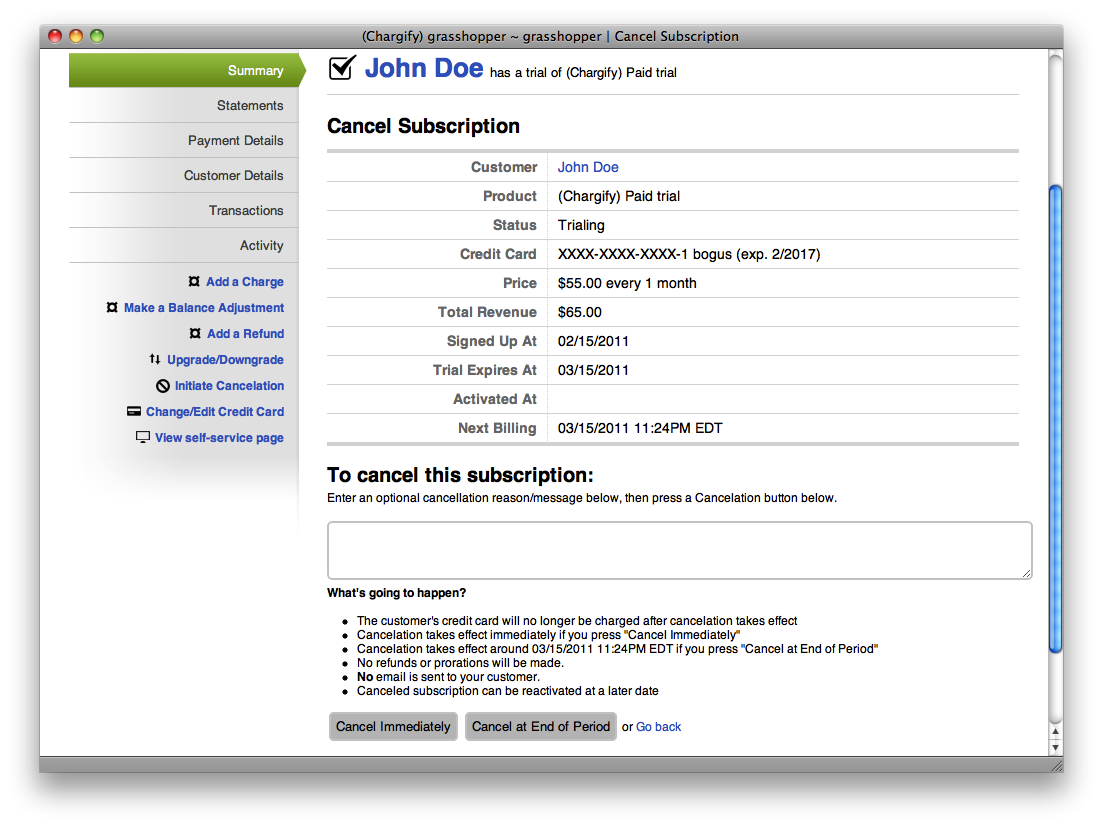 (Chargify) grasshopper ~ grasshopper | Cancel Subscription
Summary
Statements
Payment Details
Customer Details
Transactions
Activity
Add a Charge
Make a Balance Adjustment
Add a Refund
Upgrade/Downgrade
Initiate Cancelation
Change/Edit Credit Card
View self-service page
John Doe has a trial of (Chargify) Paid trial
Cancel Subscription
Customer John Doe
Product (Chargify) Paid trial
Status Trialing
Credit Card XXXX-XXXX-XXXX-1 bogus (exp. 2/2017)
Price $55.00 every 1 month
Total Revenue $65.00
Signed Up At 02/15/2011
Trial Expires At 03/15/2011
Activated At
Next Billing 03/15/2011 11:24PM EDT
To cancel this subscription:
Enter an optional cancellation reason/message below, then press a Cancelation button below.
What's going to happen?
The customer's credit card will no longer be charged after cancelation takes effect
Cancelation takes effect immediately if you press "Cancel Immediately"
Cancelation takes effect around 03/15/2011 11:24PM EDT if you press "Cancel at End of Period"
No refunds or prorations will be made.
No email is sent to your customer.
Canceled subscription can be reactivated at a later date
Cancel Immediately Cancel at End of Period or Go back